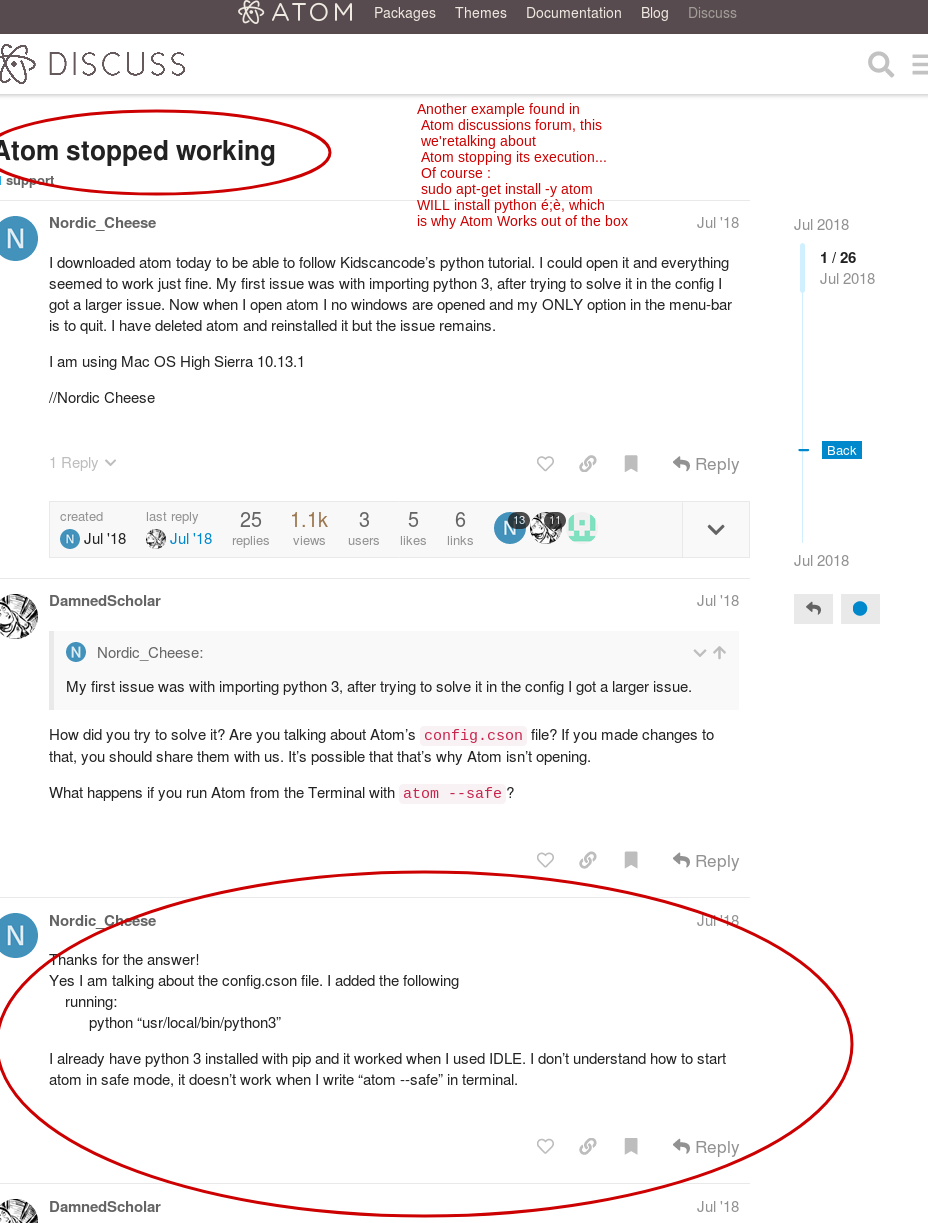 ATOM Packages Themes Documentation Blog Discuss
DISCUSS
Another example found in
Atom discussions forum, this
we'retalking about
Atom stopping its execution...
Of course :
sudo apt-get install -y atom
WILL install python é;è, which
is why Atom Works out of the box
Atom stopped working
support
N Nordic_Cheese Jul '18
I downloaded atom today to be able to follow Kidscancode’s python tutorial. I could open it and everything
seemed to work just fine. My first issue was with importing python 3, after trying to solve it in the config I
got a larger issue. Now when I open atom I no windows are opened and my ONLY option in the menu-bar
is to quit. I have deleted atom and reinstalled it but the issue remains.
I am using Mac OS High Sierra 10.13.1
//Nordic Cheese
1 Reply Reply
created last reply 25 1.1k 3 5 6 N 13 11
N Jul '18 Jul '18 replies views users likes links
Jul 2018
1 / 26
Jul 2018
Back
Jul 2018
DamnedScholar Jul '18
N Nordic_Cheese:
My first issue was with importing python 3, after trying to solve it in the config I got a larger issue.
How did you try to solve it? Are you talking about Atom’s config.cson file? If you made changes to
that, you should share them with us. It’s possible that that’s why Atom isn’t opening.
What happens if you run Atom from the Terminal with atom --safe?
Reply
N Nordic_Cheese Jul '18
Thanks for the answer!
Yes I am talking about the config.cson file. I added the following
running:
python “usr/local/bin/python3”
I already have python 3 installed with pip and it worked when I used IDLE. I don’t understand how to start
atom in safe mode, it doesn’t work when I write “atom --safe” in terminal.
Reply
DamnedScholar Jul '18